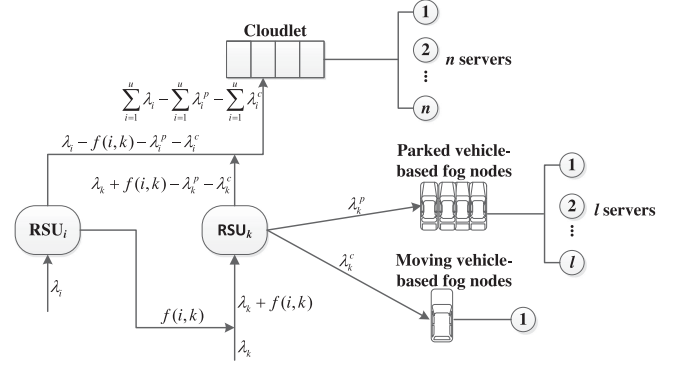 Cloudlet
1
2
⋮
n
n servers
∑_{i=1}^{u} λ_i − ∑_{i=1}^{u} λ_i^p − ∑_{i=1}^{u} λ_i^c
λ_i − f(i,k) − λ_i^p − λ_i^c
λ_k + f(i,k) − λ_k^p − λ_k^c
Parked vehicle-
based fog nodes
1
2
⋮
l
l servers
RSU_i
RSU_k
λ_k^p
λ_k^c
Moving vehicle-
based fog nodes
1
λ_i
f(i,k)
λ_k + f(i,k)
λ_k